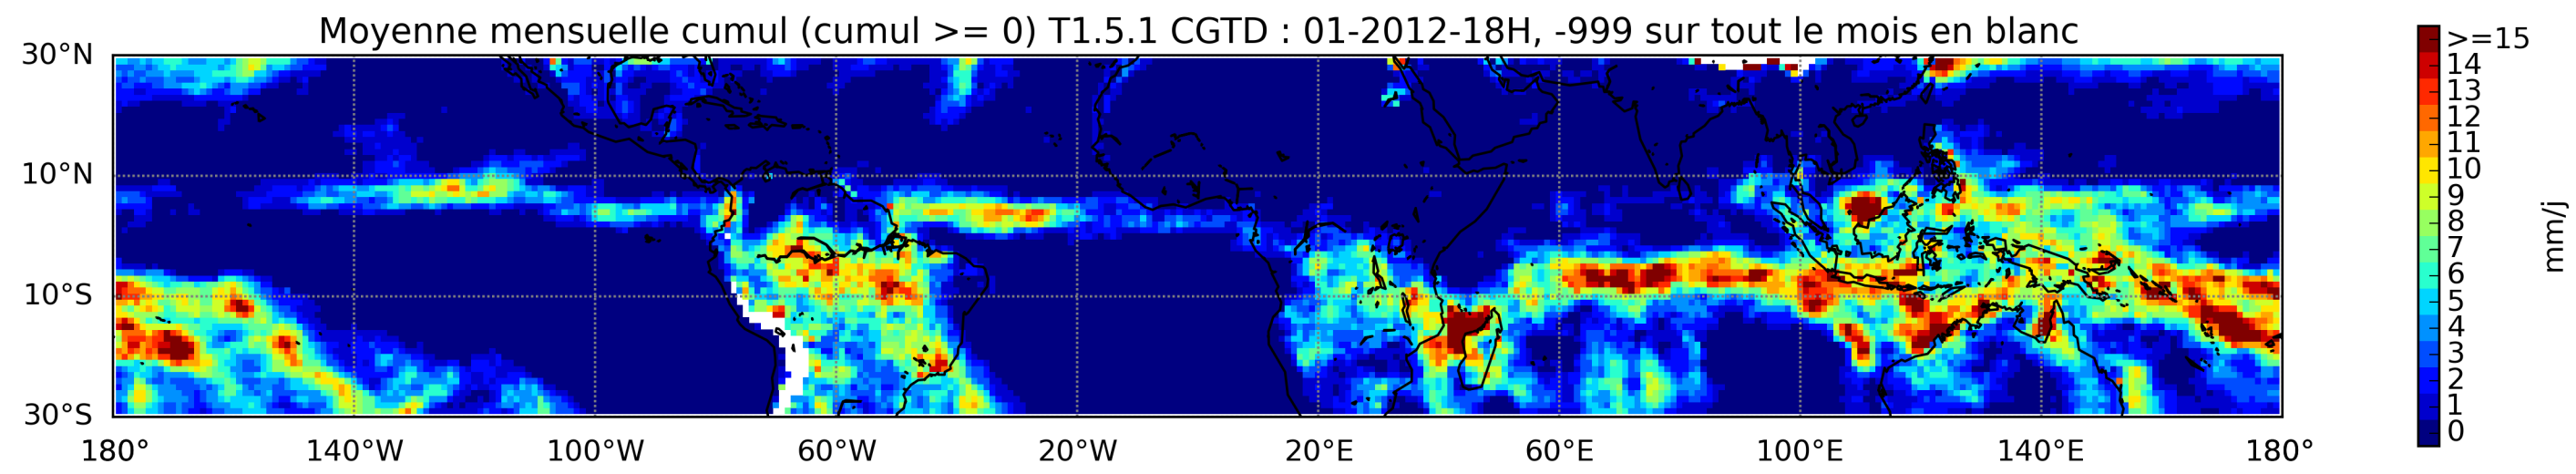 Moyenne mensuelle cumul (cumul >= 0) T1.5.1 CGTD : 01-2012-18H, -999 sur tout le mois en blanc
30°N
10°N
10°S
30°S
180° 140°W 100°W 60°W 20°W 20°E 60°E 100°E 140°E 180°
>=15
14
13
12
11
10
9
8
7
6
5
4
3
2
1
0
mm/j